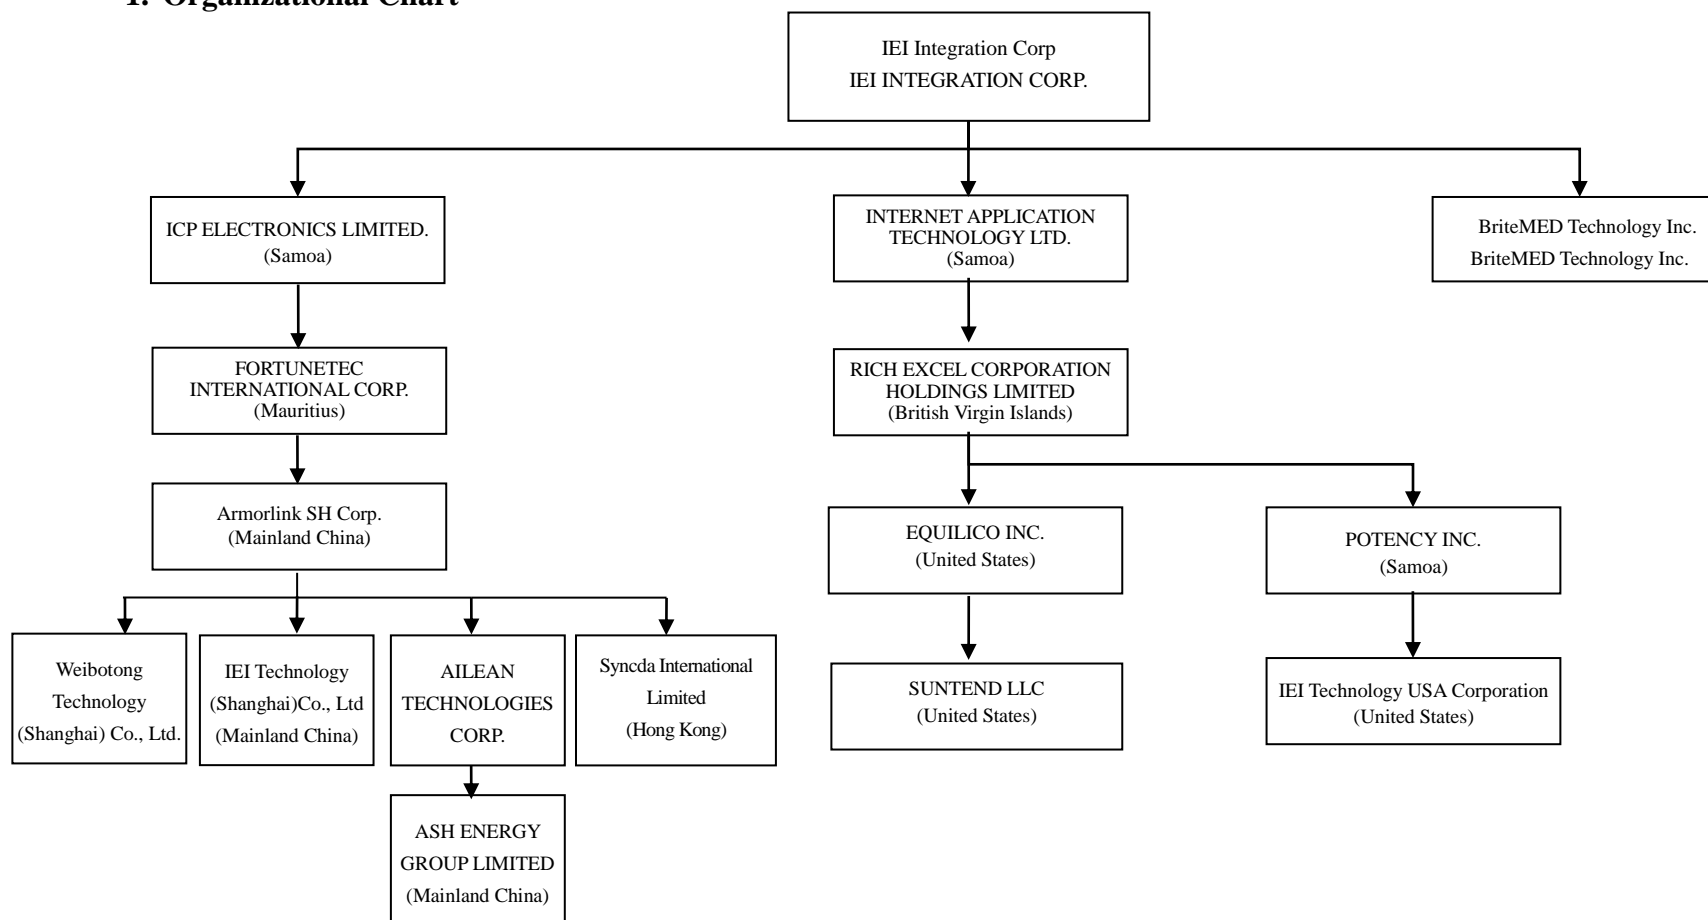 1. Organizational Chart
IEI Integration Corp
IEI INTEGRATION CORP.
ICP ELECTRONICS LIMITED.
(Samoa)
INTERNET APPLICATION
TECHNOLOGY LTD.
(Samoa)
BriteMED Technology Inc.
BriteMED Technology Inc.
FORTUNETEC
INTERNATIONAL CORP.
(Mauritius)
RICH EXCEL CORPORATION
HOLDINGS LIMITED
(British Virgin Islands)
Armorlink SH Corp.
(Mainland China)
EQUILICO INC.
(United States)
POTENCY INC.
(Samoa)
Weibotong
Technology
(Shanghai) Co., Ltd.
IEI Technology
(Shanghai)Co., Ltd
(Mainland China)
AILEAN
TECHNOLOGIES
CORP.
Syncda International
Limited
(Hong Kong)
SUNTEND LLC
(United States)
IEI Technology USA Corporation
(United States)
ASH ENERGY
GROUP LIMITED
(Mainland China)